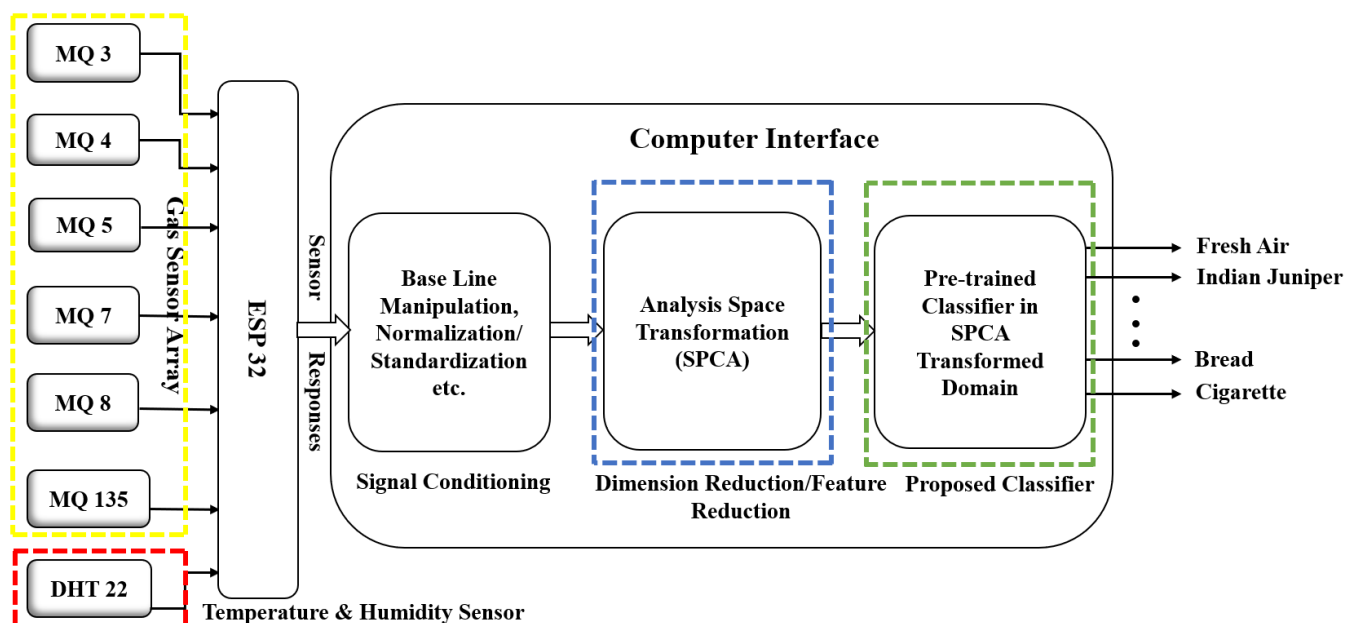 MQ 3
MQ 4
MQ 5
MQ 7
MQ 8
MQ 135
DHT 22
Gas Sensor Array
ESP 32
Temperature & Humidity Sensor
Sensor
Responses
Computer Interface
Base Line
Manipulation,
Normalization/
Standardization
etc.
Signal Conditioning
Analysis Space
Transformation
(SPCA)
Dimension Reduction/Feature
Reduction
Pre-trained
Classifier in
SPCA
Transformed
Domain
Proposed Classifier
Fresh Air
Indian Juniper
Bread
Cigarette